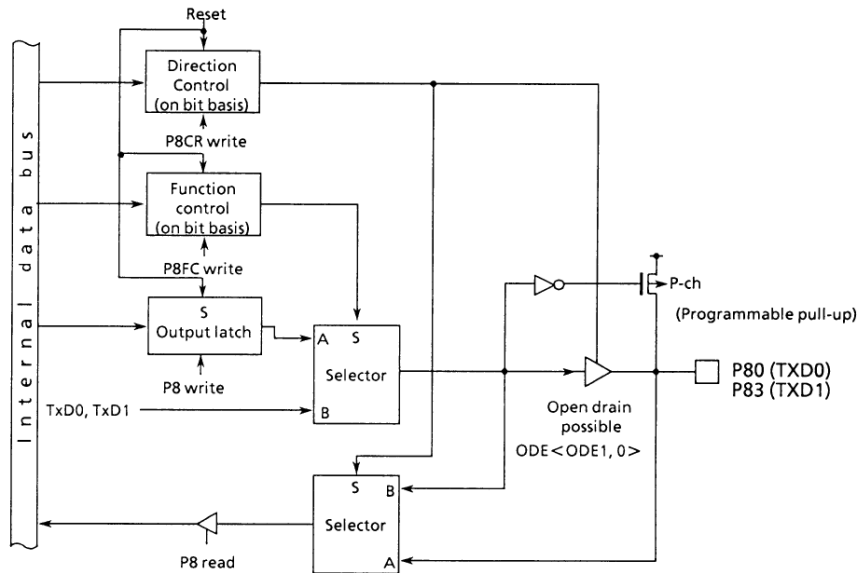 Reset
Direction
Control
(on bit basis)
P8CR write
Function
control
(on bit basis)
P8FC write
S
Output latch
P8 write
TxD0, TxD1
Internal data bus
A
S
Selector
B
P-ch
(Programmable pull-up)
P80 (TXD0)
P83 (TXD1)
Open drain
possible
ODE<ODE1, 0>
S
B
Selector
A
P8 read